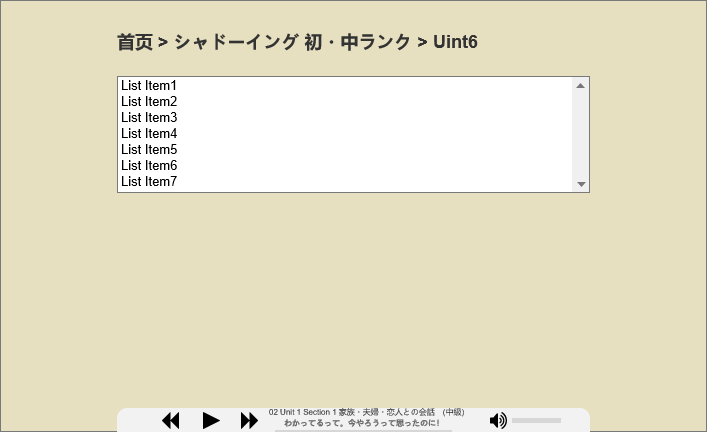 首页 > シャドーイング 初・中ランク > Uint6
List Item1
List Item2
List Item3
List Item4
List Item5
List Item6
List Item7
02 Unit 1 Section 1 家族・夫婦・恋人との会話 (中級)
わかってるって。今やろうって思ったのに!